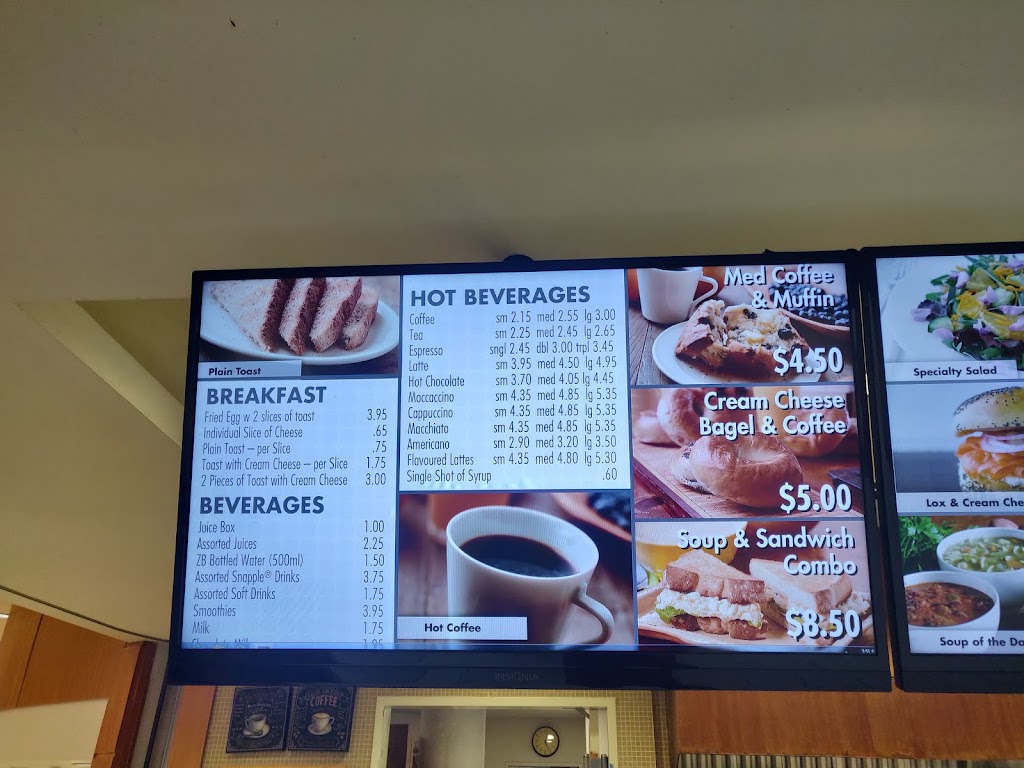 Plain Toast
BREAKFAST
Fried Egg w 2 slices of toast 3.95
Individual Slice of Cheese .65
Plain Toast – per Slice .75
Toast with Cream Cheese – per Slice 1.75
2 Pieces of Toast with Cream Cheese 3.00
BEVERAGES
Juice Box 1.00
Assorted Juices 2.25
ZB Bottled Water (500ml) 1.50
Assorted Snapple® Drinks 3.75
Assorted Soft Drinks 1.75
Smoothies 3.95
Milk 1.75
Chocolate Milk 1.95
HOT BEVERAGES
Coffee sm 2.15 med 2.55 lg 3.00
Tea sm 2.25 med 2.45 lg 2.65
Espresso sngl 2.45 dbl 3.00 trpl 3.45
Latte sm 3.95 med 4.50 lg 4.95
Hot Chocolate sm 3.70 med 4.05 lg 4.45
Moccaccino sm 4.35 med 4.85 lg 5.35
Cappuccino sm 4.35 med 4.85 lg 5.35
Macchiato sm 4.35 med 4.85 lg 5.35
Americano sm 2.90 med 3.20 lg 3.50
Flavoured Lattes sm 4.35 med 4.80 lg 5.30
Single Shot of Syrup .60
Hot Coffee
Med Coffee
& Muffin
$4.50
Cream Cheese
Bagel & Coffee
$5.00
Soup & Sandwich
Combo
$8.50
Specialty Salad
Lox & Cream Che
Soup of the Da
INSIGNIA
COFFEE